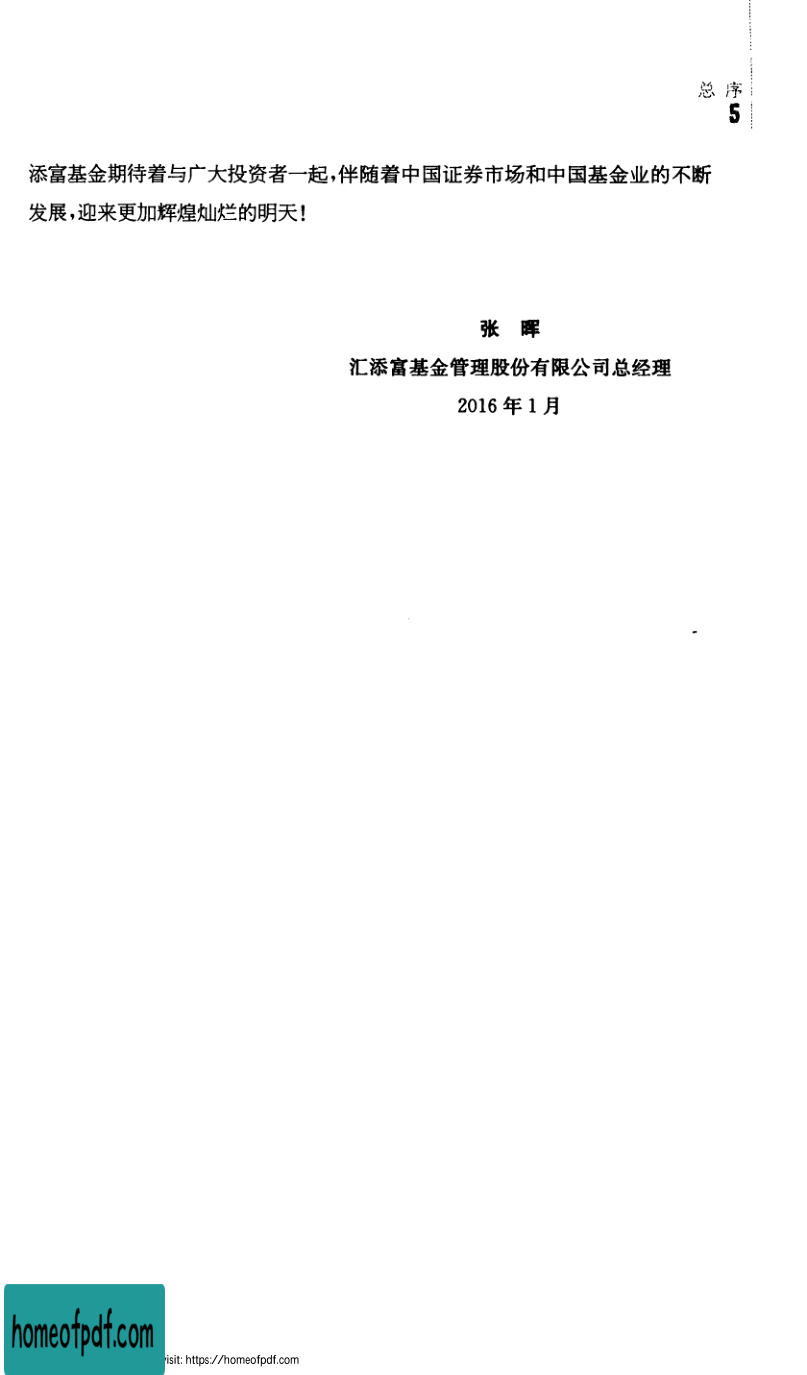 总 序
5
添富基金期待着与广大投资者一起,伴随着中国证券市场和中国基金业的不断
发展,迎来更加辉煌灿烂的明天!
张 晖
汇添富基金管理股份有限公司总经理
2016 年 1 月
homeofpdf.com
visit: https://homeofpdf.com